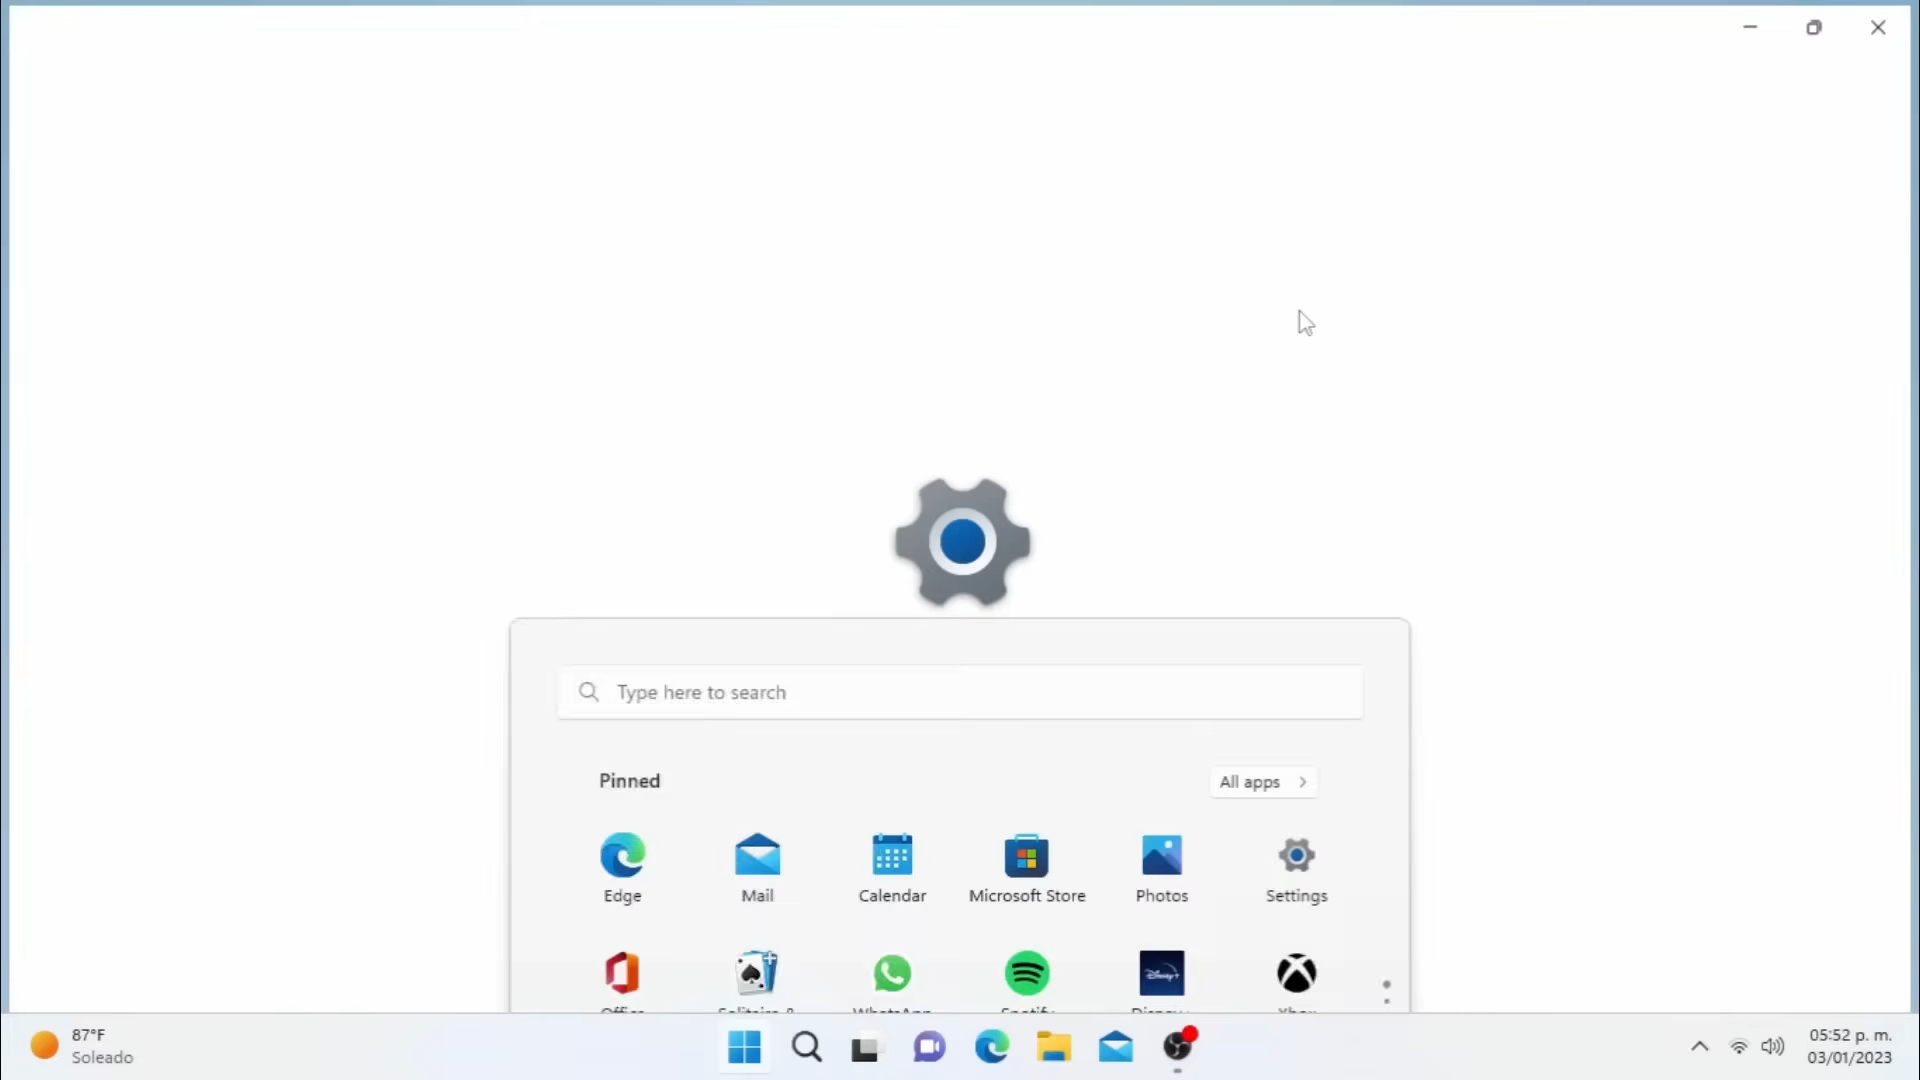 Type here to search
Pinned
All apps
Edge
Mail
Calendar
Microsoft Store
Photos
Settings
Disney+
87°F
Soleado
05:52 p. m.
03/01/2023